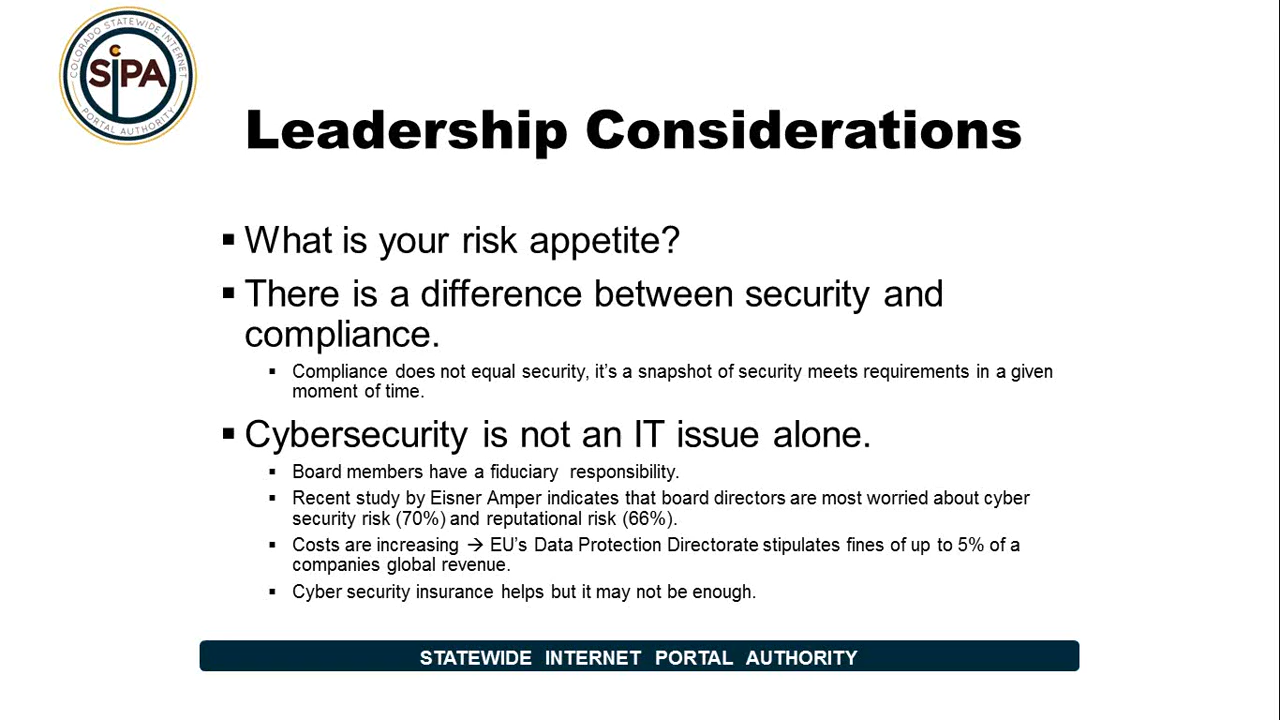 COLORADO STATEWIDE INTERNET
SiPA
PORTAL AUTHORITY
Leadership Considerations
▪ What is your risk appetite?
▪ There is a difference between security and
compliance.
▪ Compliance does not equal security, it’s a snapshot of security meets requirements in a given
moment of time.
▪ Cybersecurity is not an IT issue alone.
▪ Board members have a fiduciary responsibility.
▪ Recent study by Eisner Amper indicates that board directors are most worried about cyber
security risk (70%) and reputational risk (66%).
▪ Costs are increasing → EU’s Data Protection Directorate stipulates fines of up to 5% of a
companies global revenue.
▪ Cyber security insurance helps but it may not be enough.
STATEWIDE INTERNET PORTAL AUTHORITY